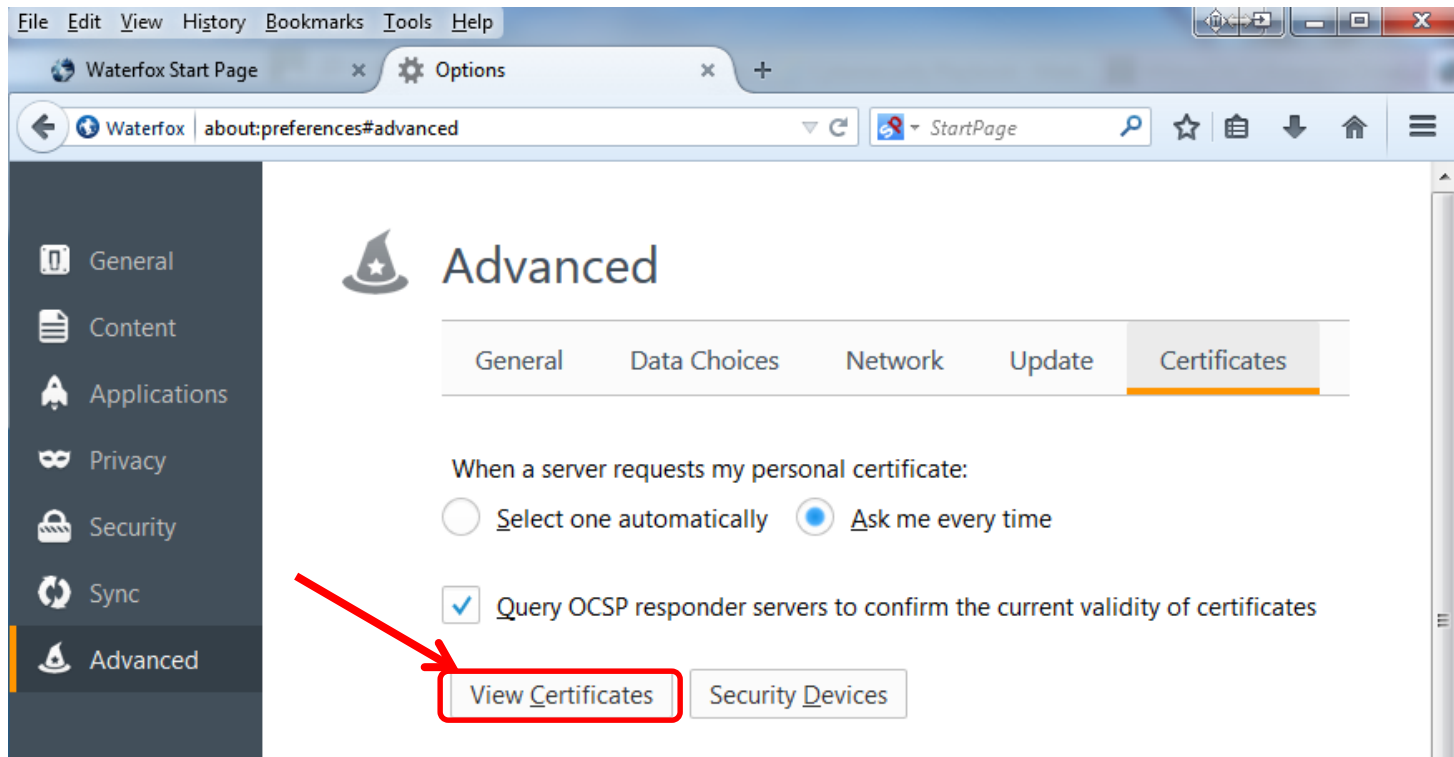 File Edit View History Bookmarks Tools Help
Waterfox Start Page Options
Waterfox about:preferences#advanced StartPage
General
Content
Applications
Privacy
Security
Sync
Advanced
Advanced
General Data Choices Network Update Certificates
When a server requests my personal certificate:
Select one automatically Ask me every time
Query OCSP responder servers to confirm the current validity of certificates
View Certificates Security Devices